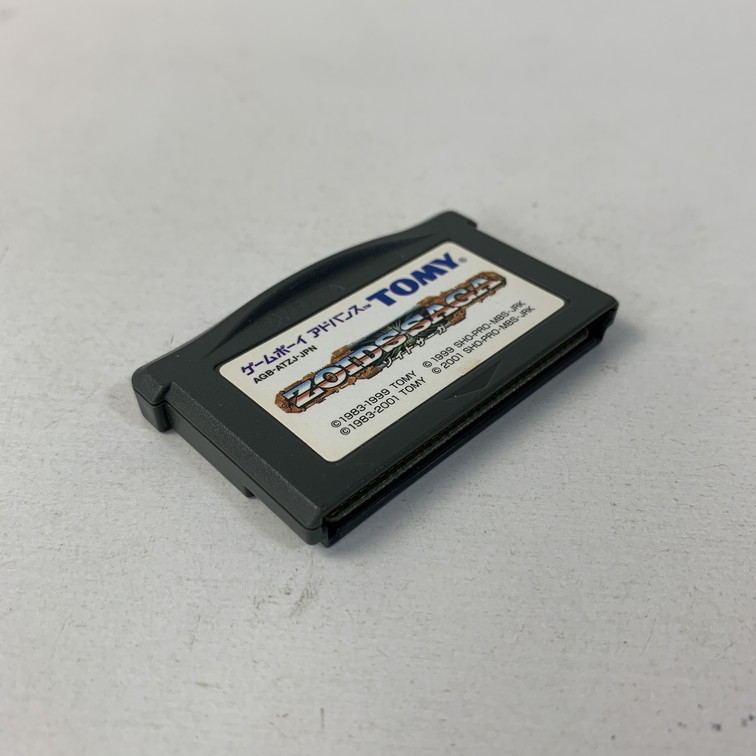 ゲームボーイ アドバンス™ TOMY®
AGB-ATZJ-JPN
ZOIDS SAGA
ゾイドサーガ
©1983-1999 TOMY ©1999 SHO-PRO•MBS•JRK
©1983-2001 TOMY ©2001 SHO-PRO•MBS•JRK